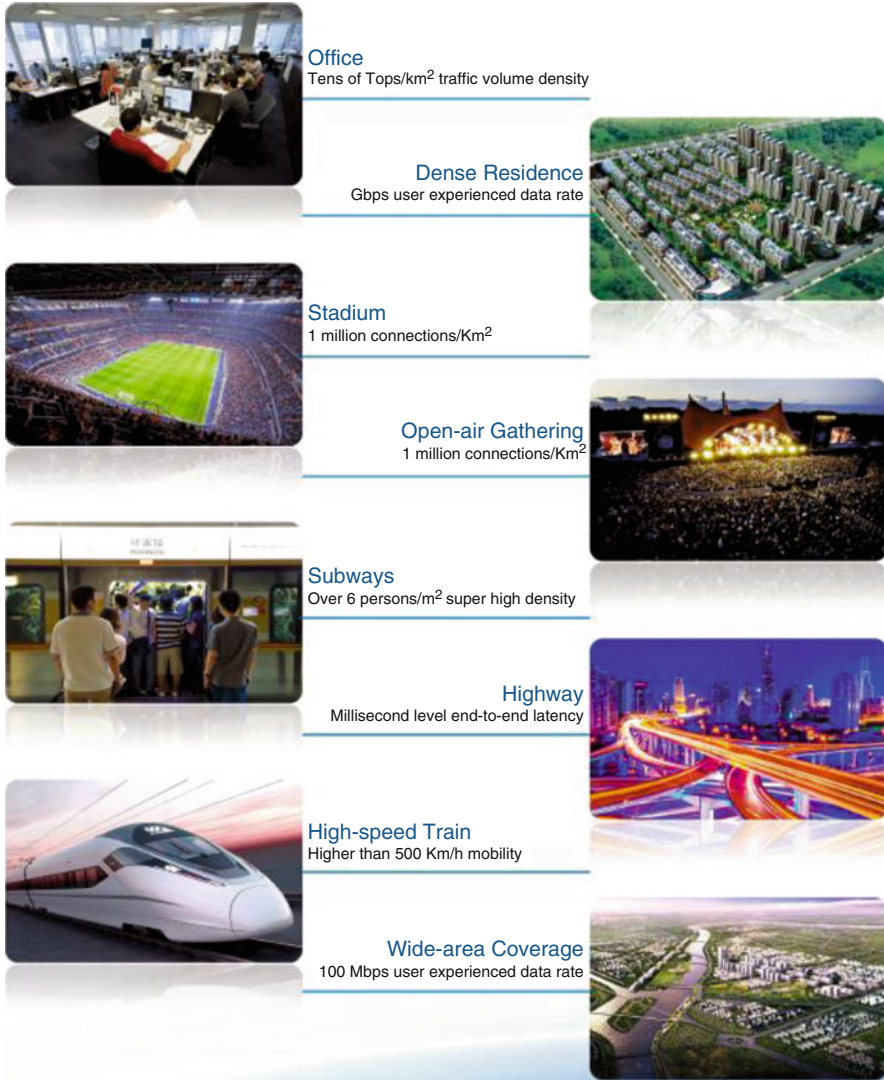 Office
Tens of Tops/km² traffic volume density
Dense Residence
Gbps user experienced data rate
Stadium
1 million connections/Km²
Open-air Gathering
1 million connections/Km²
Subways
Over 6 persons/m² super high density
Highway
Millisecond level end-to-end latency
High-speed Train
Higher than 500 Km/h mobility
Wide-area Coverage
100 Mbps user experienced data rate